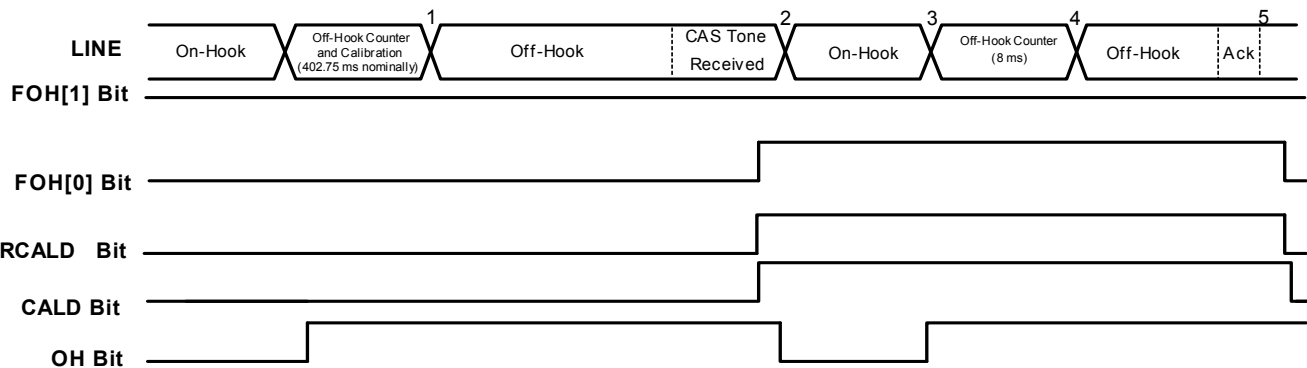 1 2 3 4 5
LINE
On-Hook
Off-Hook Counter
and Calibration
(402.75 ms nominally)
Off-Hook
CAS Tone
Received
On-Hook
Off-Hook Counter
(8 ms)
Off-Hook
Ack
FOH[1] Bit
FOH[0] Bit
RCALD Bit
CALD Bit
OH Bit